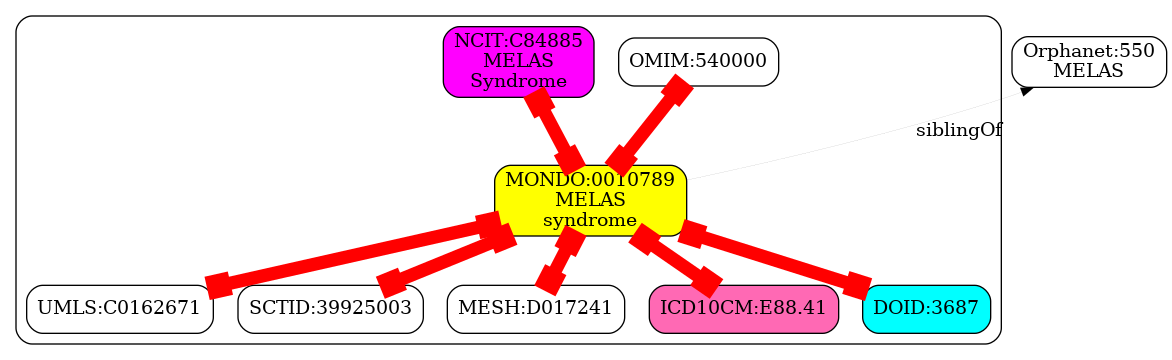 NCIT:C84885
MELAS
Syndrome
OMIM:540000
Orphanet:550
MELAS
siblingOf
MONDO:0010789
MELAS
syndrome
UMLS:C0162671
SCTID:39925003
MESH:D017241
ICD10CM:E88.41
DOID:3687